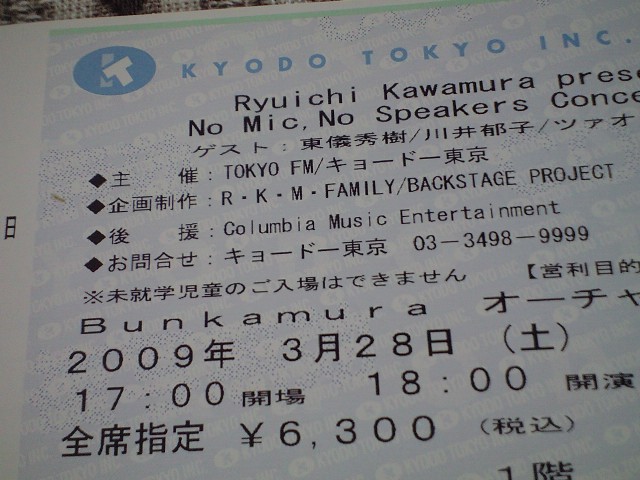 KYODO TOKYO INC.
Ryuichi Kawamura prese
No Mic, No Speakers Conce
ゲスト：東儀秀樹/川井郁子/ツァオ
◆主　催：TOKYO FM/キョードー東京
◆企画制作：R・K・M・FAMILY/BACKSTAGE PROJECT
◆後　援：Columbia Music Entertainment
◆お問合せ：キョードー東京　03－3498－9999
※未就学児童のご入場はできません　【営利目的
Bunkamura　オーチャ
2009年　3月28日　（土）
17：00開場　18：00　開演
全席指定　￥6,300　（税込）
1階
日